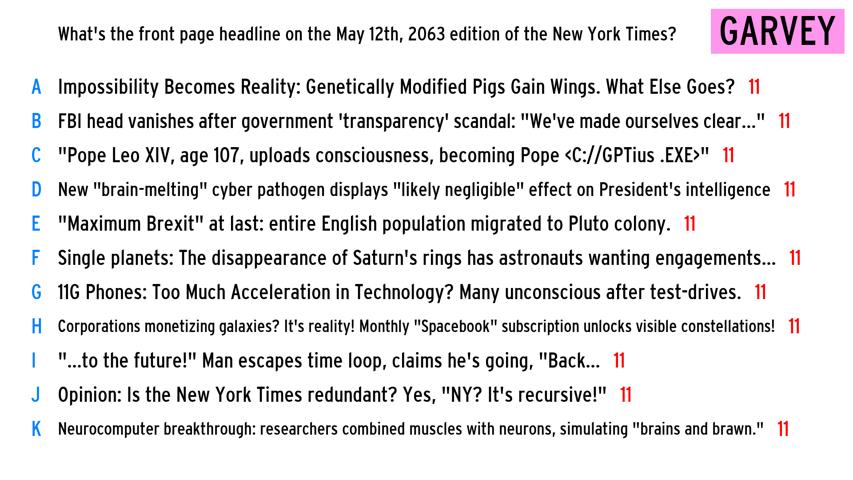 What's the front page headline on the May 12th, 2063 edition of the New York Times?
GARVEY
A Impossibility Becomes Reality: Genetically Modified Pigs Gain Wings. What Else Goes? 11
B FBI head vanishes after government 'transparency' scandal: "We've made ourselves clear..." 11
C "Pope Leo XIV, age 107, uploads consciousness, becoming Pope <C://GPTius .EXE>" 11
D New "brain-melting" cyber pathogen displays "likely negligible" effect on President's intelligence 11
E "Maximum Brexit" at last: entire English population migrated to Pluto colony. 11
F Single planets: The disappearance of Saturn's rings has astronauts wanting engagements... 11
G 11G Phones: Too Much Acceleration in Technology? Many unconscious after test-drives. 11
H Corporations monetizing galaxies? It's reality! Monthly "Spacebook" subscription unlocks visible constellations! 11
I "...to the future!" Man escapes time loop, claims he's going, "Back... 11
J Opinion: Is the New York Times redundant? Yes, "NY? It's recursive!" 11
K Neurocomputer breakthrough: researchers combined muscles with neurons, simulating "brains and brawn." 11